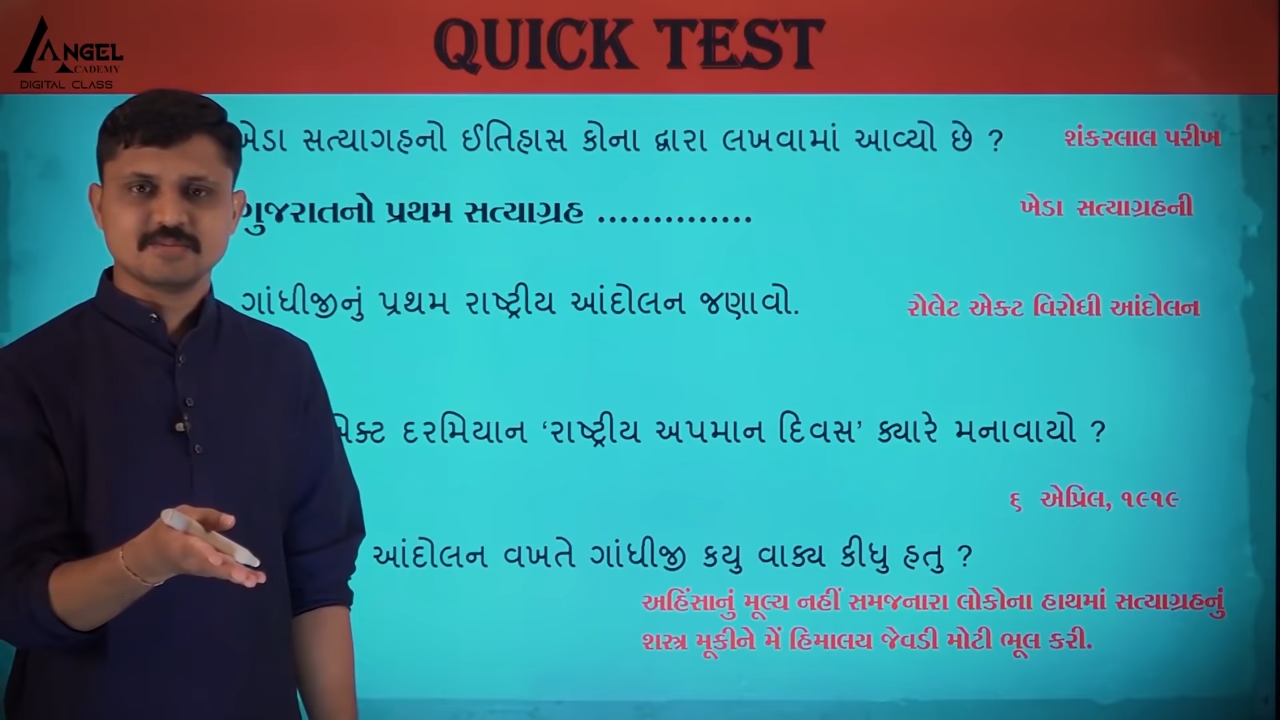 ANGEL
ACADEMY
DIGITAL CLASS
QUICK TEST
ખેડા સત્યાગહનો ઈતિહાસ કોના દ્વારા લખવામાં આવ્યો છે ?
શંકરલાલ પરીખ
ગુજરાતનો પ્રથમ સત્યાગ્રહ ..............
ખેડા સત્યાગ્રહની
ગાંધીજીનું પ્રથમ રાષ્ટ્રીય આંદોલન જણાવો.
રોલેટ એક્ટ વિરોધી આંદોલન
એક્ટ દરમિયાન ‘રાષ્ટ્રીય અપમાન દિવસ’ ક્યારે મનાવાયો ?
૬ એપ્રિલ, ૧૯૧૯
આંદોલન વખતે ગાંધીજી કયુ વાક્ય કીધુ હતુ ?
અહિંસાનું મૂલ્ય નહીં સમજનારા લોકોના હાથમાં સત્યાગ્રહનું
શસ્ત્ર મૂકીને મેં હિમાલય જેવડી મોટી ભૂલ કરી.